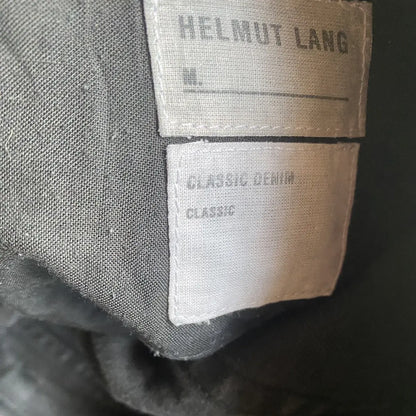 HELMUT LANG
M.
CLASSIC DENIM
CLASSIC